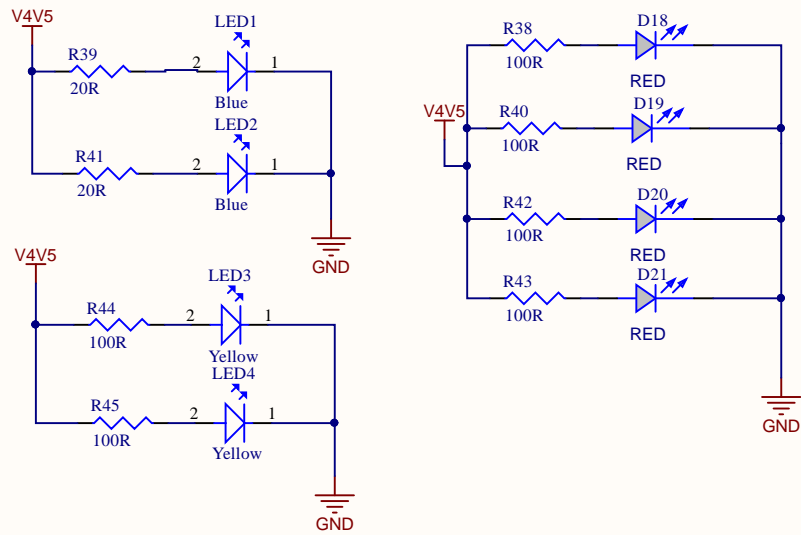 V4V5
LED1
R39
2
1
20R
Blue
LED2
R41
2
1
20R
Blue
GND
V4V5
LED3
R44
2
1
100R
Yellow
LED4
R45
2
1
100R
Yellow
GND
R38
D18
100R
RED
V4V5
R40
D19
100R
RED
R42
D20
100R
RED
R43
D21
100R
RED
GND